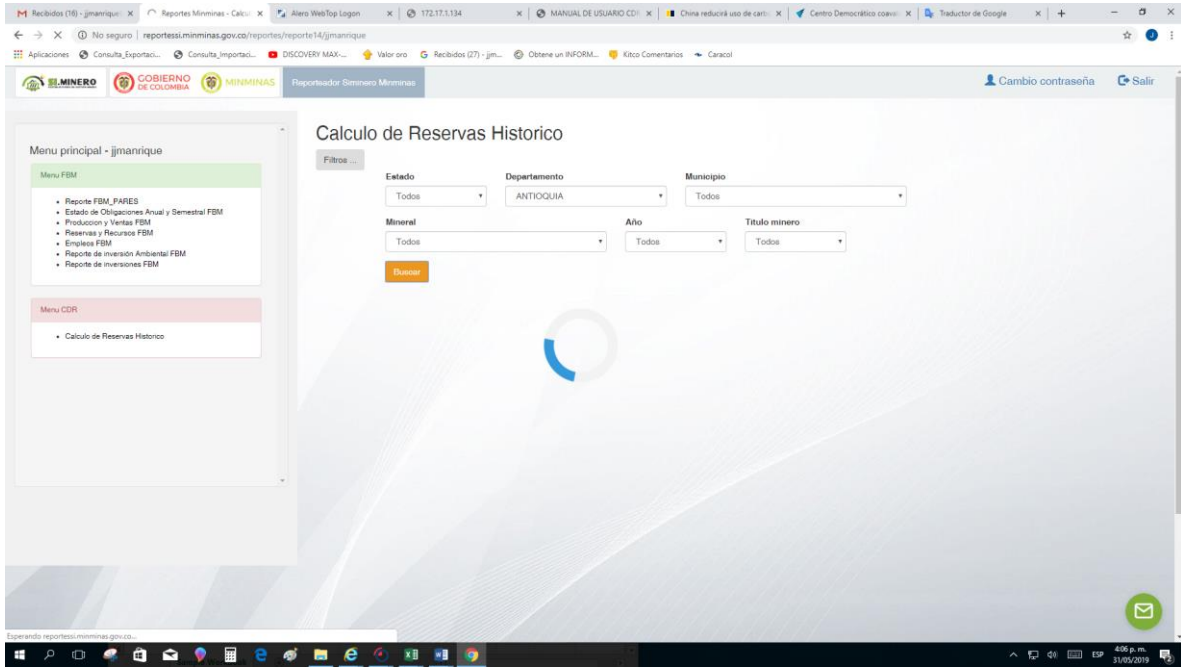 Recibidos (16) - jjmanrique
Reportes Minminas - Calcu
Alero WebTop Logon
172.17.1.134
MANUAL DE USUARIO CD
China reducirá uso de carb
Centro Democrático coaval
Traductor de Google
No seguro | reportessi.minminas.gov.co/reportes/reporte14/jjmanrique
Aplicaciones Consulta_Exportaci... Consulta_Importaci... DISCOVERY MAX-... Valor oro Recibidos (27) - jjm... Obtene un INFORM... Kitco Comentarios Caracol
SI.MINERO GOBIERNO DE COLOMBIA MINMINAS Reporteador Siminero Minminas Cambio contraseña Salir
Menu principal - jjmanrique
Menu FBM
Reporte FBM_PARES
Estado de Obligaciones Anual y Semestral FBM
Produccion y Ventas FBM
Reservas y Recursos FBM
Empleos FBM
Reporte de inversión Ambiental FBM
Reporte de inversiones FBM
Menu CDR
Calculo de Reservas Historico
Calculo de Reservas Historico
Filtros ...
Estado Departamento Municipio
Todos ANTIOQUIA Todos
Mineral Año Titulo minero
Todos Todos Todos
Buscar
Esperando reportessi.minminas.gov.co...
ESP
4:06 p. m.
31/05/2019